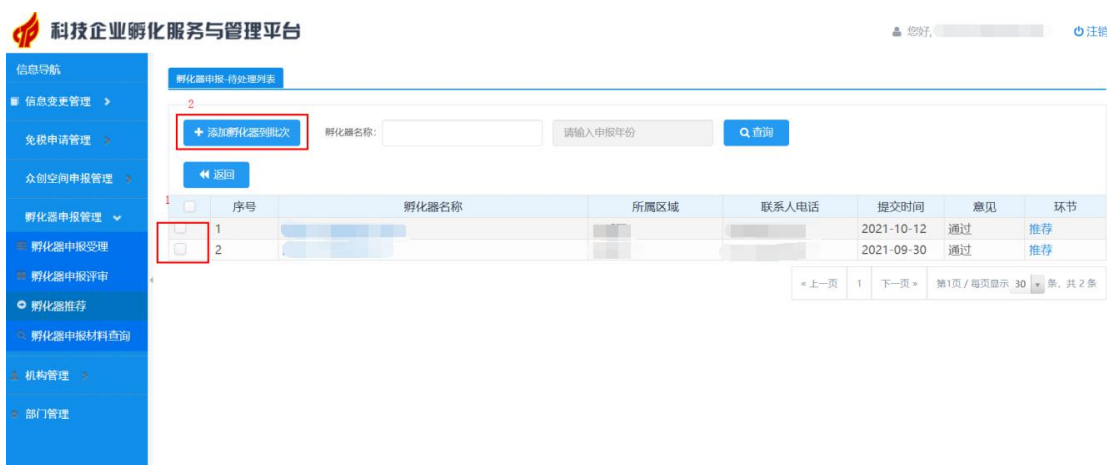 科技企业孵化服务与管理平台
您好,
注销
信息导航
信息变更管理
免税申请管理
众创空间申报管理
孵化器申报管理
孵化器申报受理
孵化器申报评审
孵化器推荐
孵化器申报材料查询
机构管理
部门管理
孵化器申报-待处理列表
2
+ 添加孵化器到批次 孵化器名称: 请输入申报年份 查询
返回
1
序号 孵化器名称 所属区域 联系人电话 提交时间 意见 环节
1 2021-10-12 通过 推荐
2 2021-09-30 通过 推荐
« 上一页 1 下一页 » 第1页 / 每页显示 30 条, 共 2 条